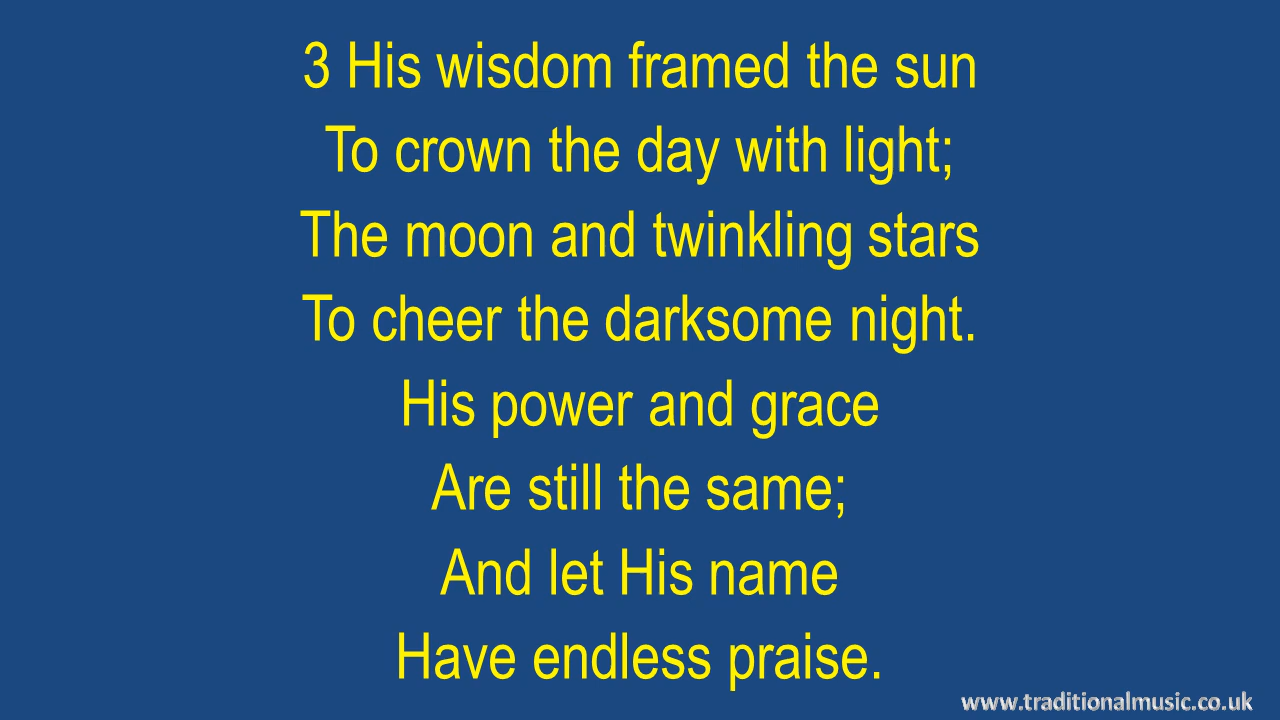 3 His wisdom framed the sun
To crown the day with light;
The moon and twinkling stars
To cheer the darksome night.
His power and grace
Are still the same;
And let His name
Have endless praise.
www.traditionalmusic.co.uk